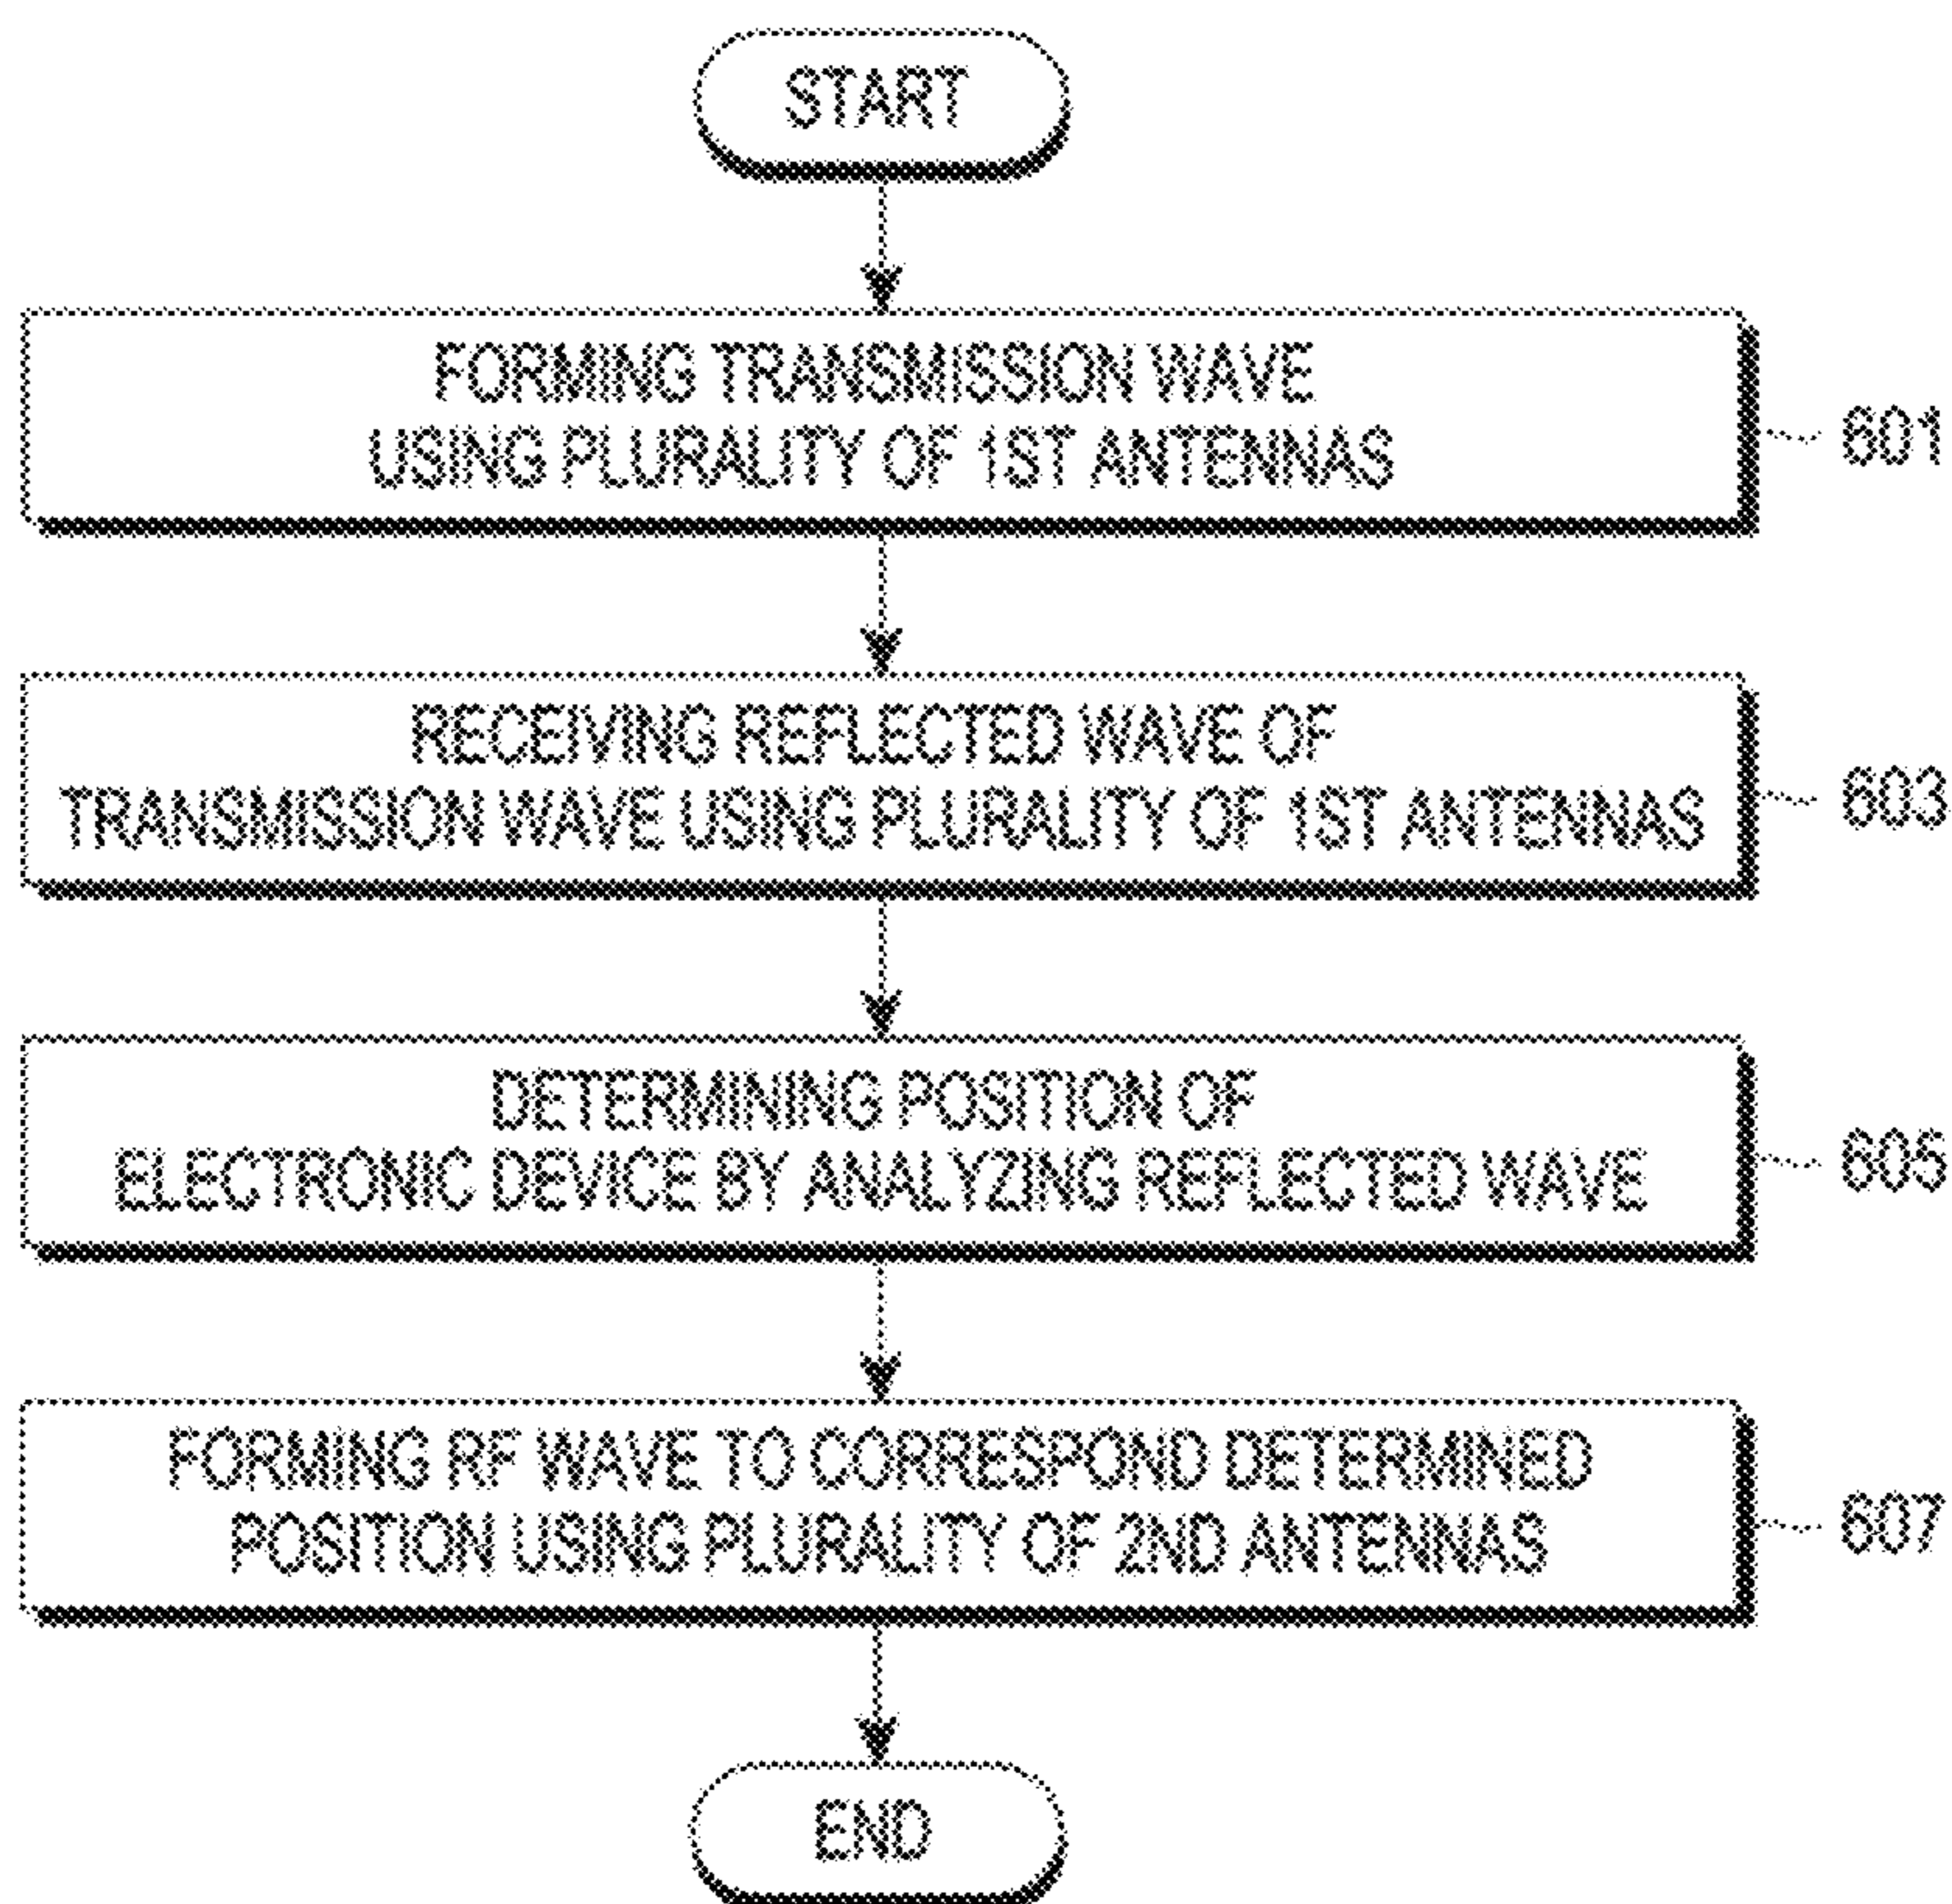 START
FORMING TRANSMISSION WAVE
USING PLURALITY OF 1ST ANTENNAS
601
RECEIVING REFLECTED WAVE OF
TRANSMISSION WAVE USING PLURALITY OF 1ST ANTENNAS
603
DETERMINING POSITION OF
ELECTRONIC DEVICE BY ANALYZING REFLECTED WAVE
605
FORMING RF WAVE TO CORRESPOND DETERMINED
POSITION USING PLURALITY OF 2ND ANTENNAS
607
END